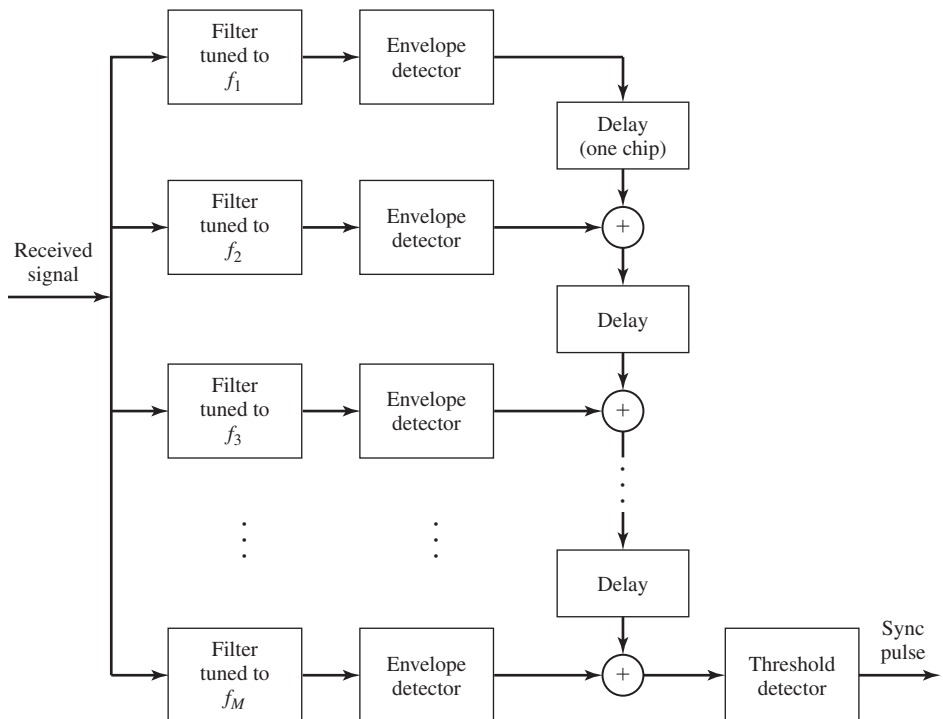 Filter
tuned to
f1
Envelope
detector
Delay
(one chip)
Filter
tuned to
f2
Envelope
detector
+
Received
signal
Delay
Filter
tuned to
f3
Envelope
detector
+
Delay
Filter
tuned to
fM
Envelope
detector
+
Threshold
detector
Sync
pulse